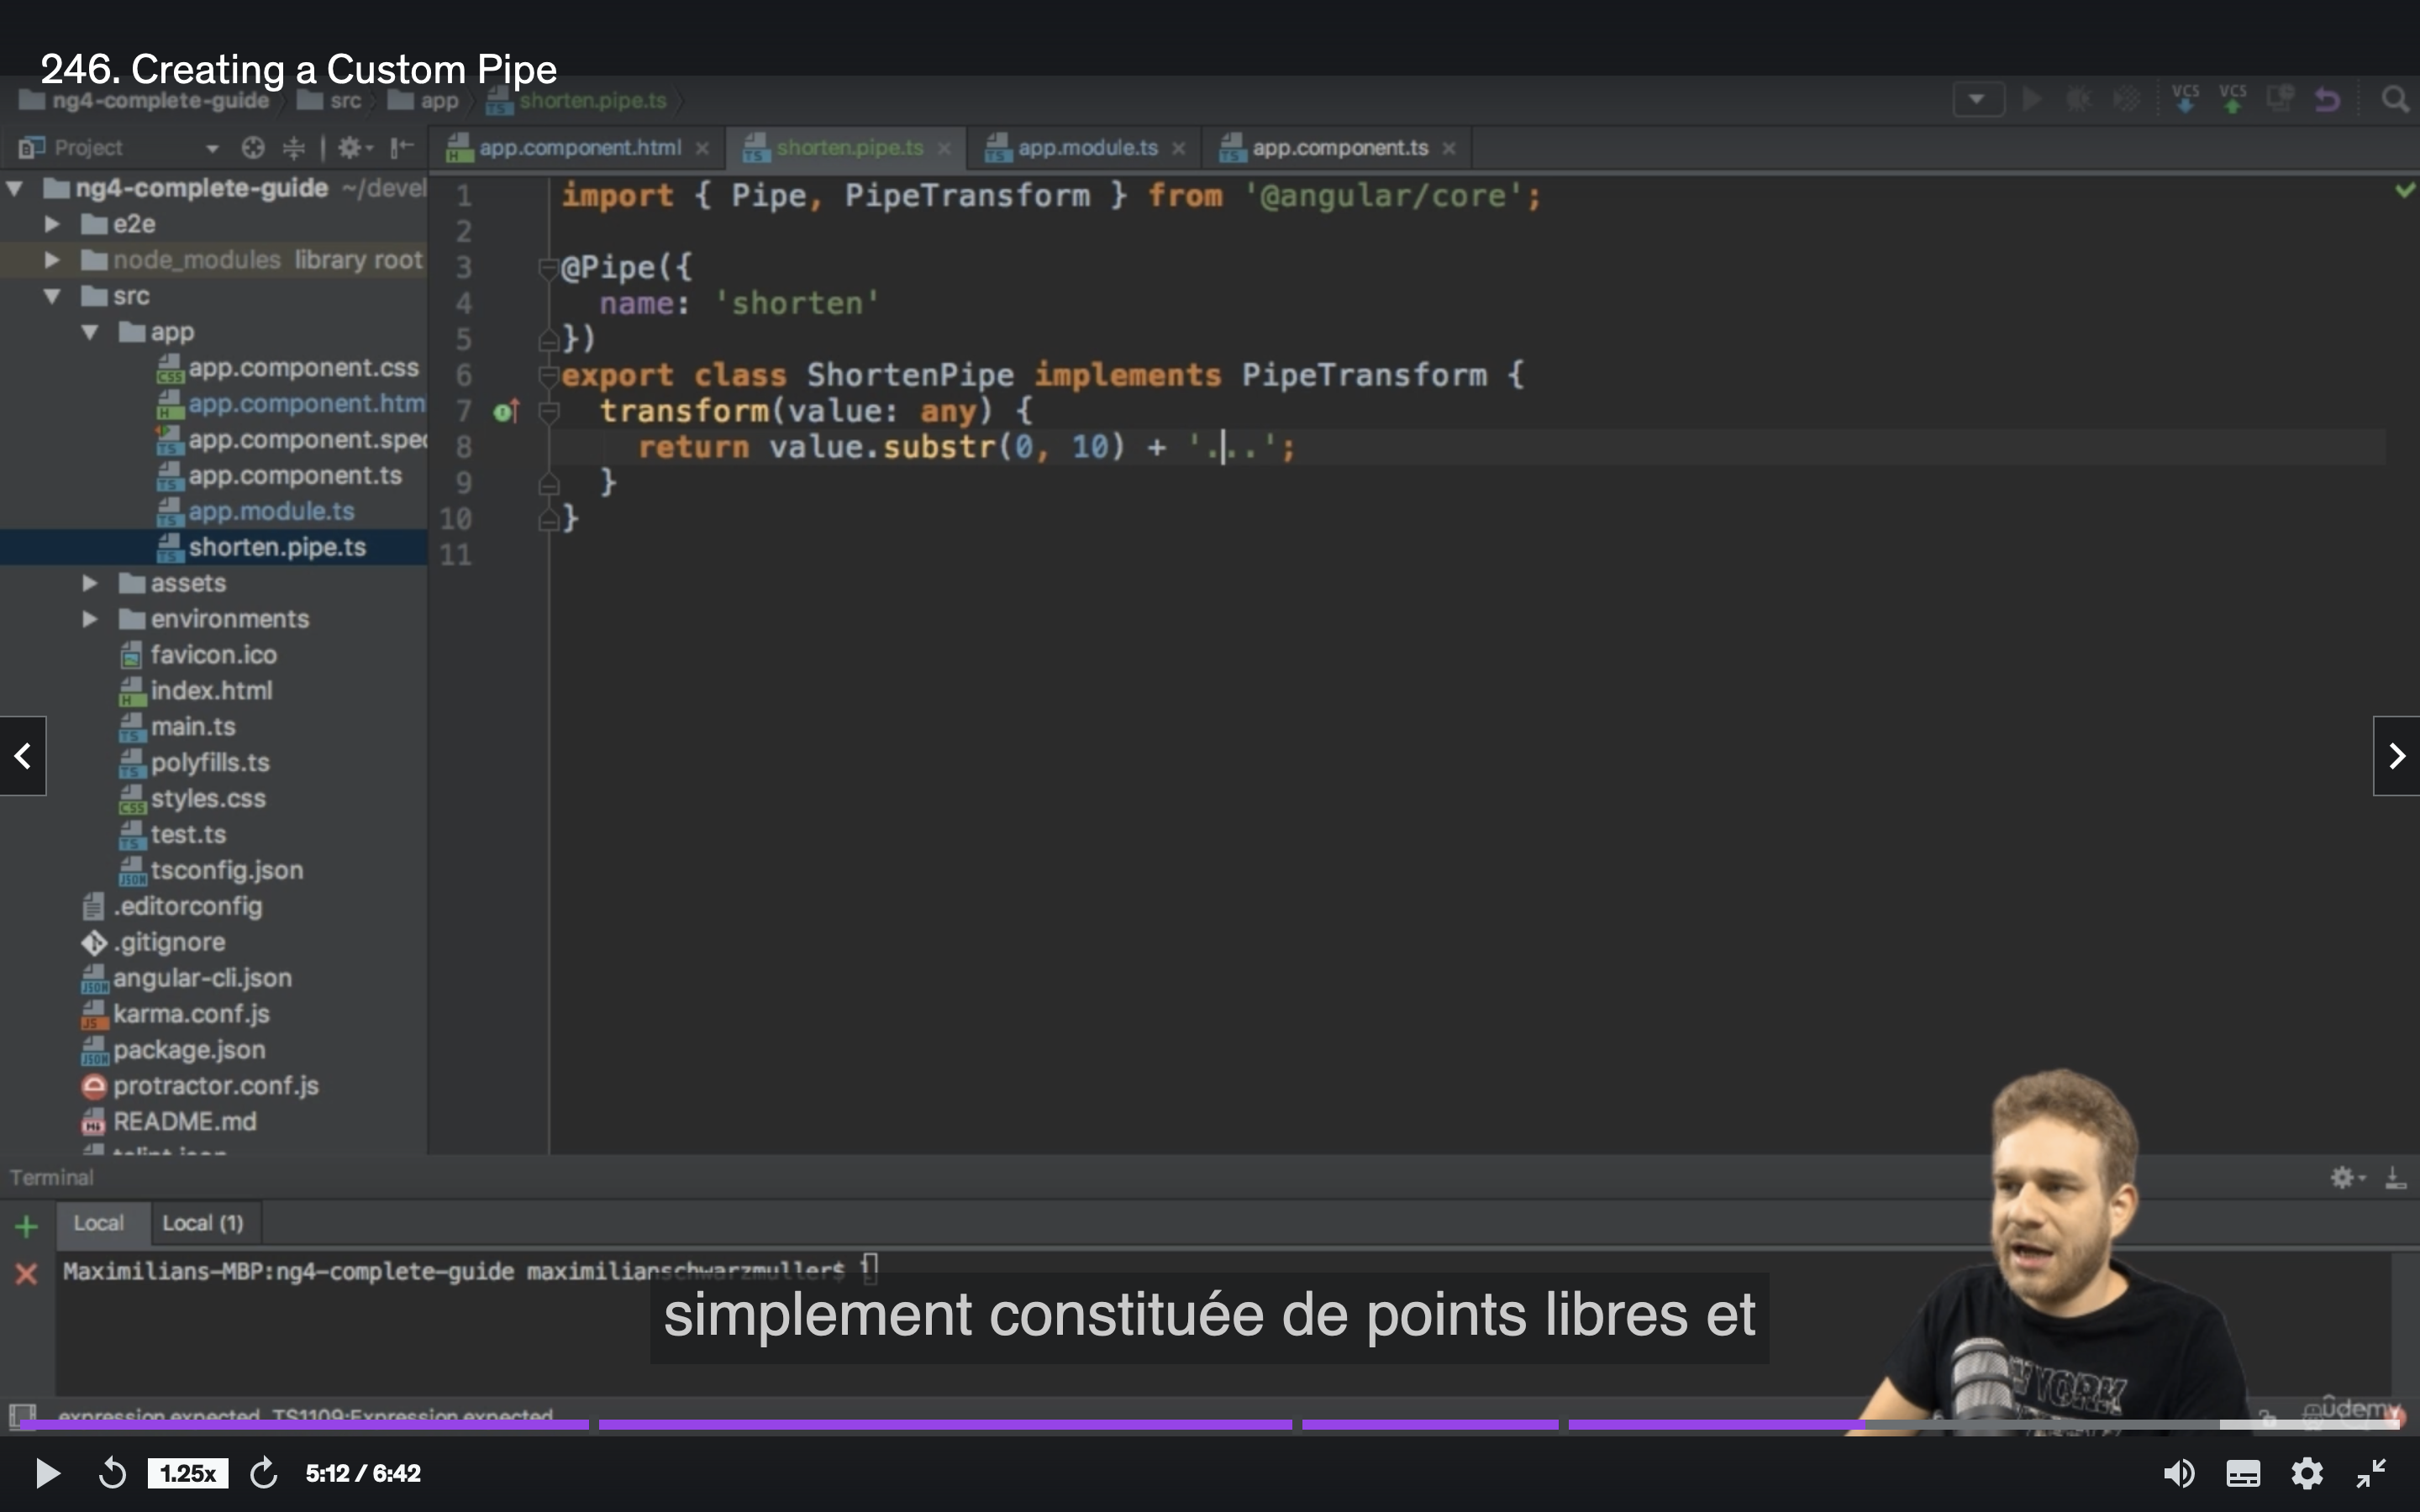 246. Creating a Custom Pipe
ng4-complete-guide src app shorten.pipe.ts
VCS VCS
Project
app.component.html shorten.pipe.ts app.module.ts app.component.ts
ng4-complete-guide ~/devel
e2e
node_modules library root
src
app
app.component.css
app.component.htm
app.component.spec
app.component.ts
app.module.ts
shorten.pipe.ts
assets
environments
favicon.ico
index.html
main.ts
polyfills.ts
styles.css
test.ts
tsconfig.json
.editorconfig
.gitignore
angular-cli.json
karma.conf.js
package.json
protractor.conf.js
README.md
tslint.json
1 import { Pipe, PipeTransform } from '@angular/core';
2
3 @Pipe({
4 name: 'shorten'
5 })
6 export class ShortenPipe implements PipeTransform {
7 transform(value: any) {
8 return value.substr(0, 10) + '...';
9 }
10 }
11
Terminal
Local Local (1)
Maximilians-MBP:ng4-complete-guide maximilianschwarzmuller$
simplement constituée de points libres et
YORK
expression expected. TS1109:Expression expected.
ûdemy
1.25x 5:12 / 6:42